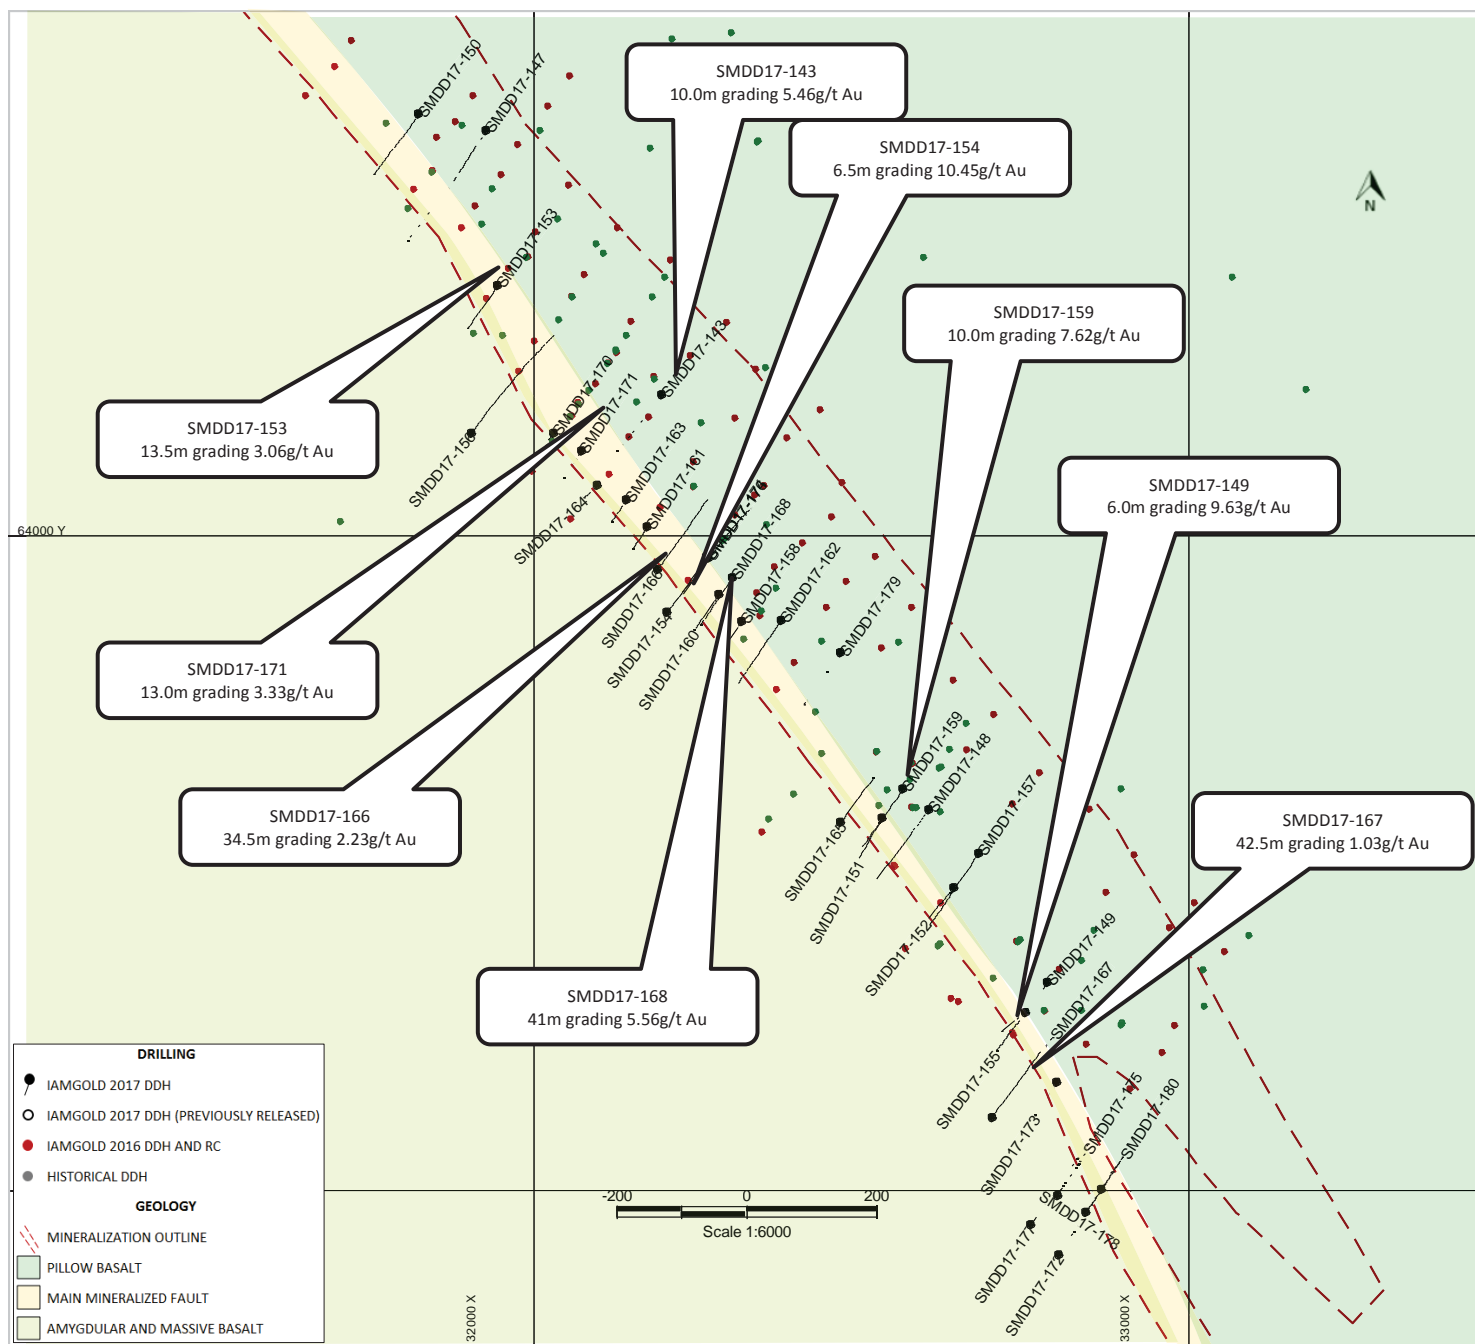 SMDD17-150
SMDD17-147
SMDD17-143
10.0m grading 5.46g/t Au
SMDD17-154
6.5m grading 10.45g/t Au
N
SMDD17-153
SMDD17-159
10.0m grading 7.62g/t Au
SMDD17-143
SMDD17-170
SMDD17-171
SMDD17-153
13.5m grading 3.06g/t Au
SMDD17-156
SMDD17-163
SMDD17-161
SMDD17-168
SMDD17-149
6.0m grading 9.63g/t Au
SMDD17-164
64000 Y
SMDD17-158
SMDD17-162
SMDD17-179
SMDD17-166
SMDD17-154
SMDD17-160
SMDD17-171
13.0m grading 3.33g/t Au
SMDD17-159
SMDD17-148
SMDD17-157
SMDD17-166
34.5m grading 2.23g/t Au
SMDD17-165
SMDD17-151
SMDD17-167
42.5m grading 1.03g/t Au
SMDD17-152
SMDD17-149
SMDD17-167
SMDD17-168
41m grading 5.56g/t Au
SMDD17-155
SMDD17-173
SMDD17-175
SMDD17-180
SMDD17-178
SMDD17-177
SMDD17-172
DRILLING
IAMGOLD 2017 DDH
IAMGOLD 2017 DDH (PREVIOUSLY RELEASED)
IAMGOLD 2016 DDH AND RC
HISTORICAL DDH
GEOLOGY
MINERALIZATION OUTLINE
PILLOW BASALT
MAIN MINERALIZED FAULT
AMYGDULAR AND MASSIVE BASALT
-200 0 200
Scale 1:6000
32000 X
33000 X